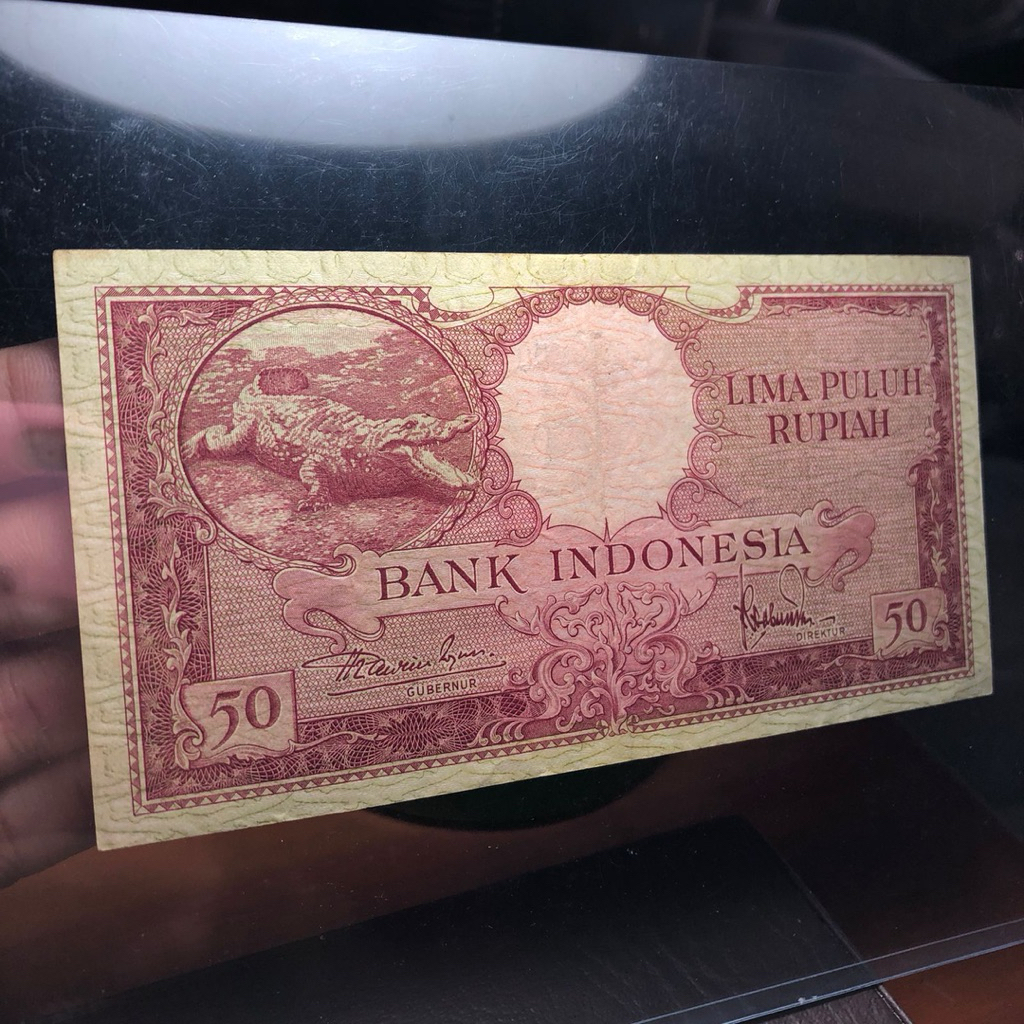 LIMA PULUH
RUPIAH
BANK INDONESIA
DIREKTUR
50
GUBERNUR
50